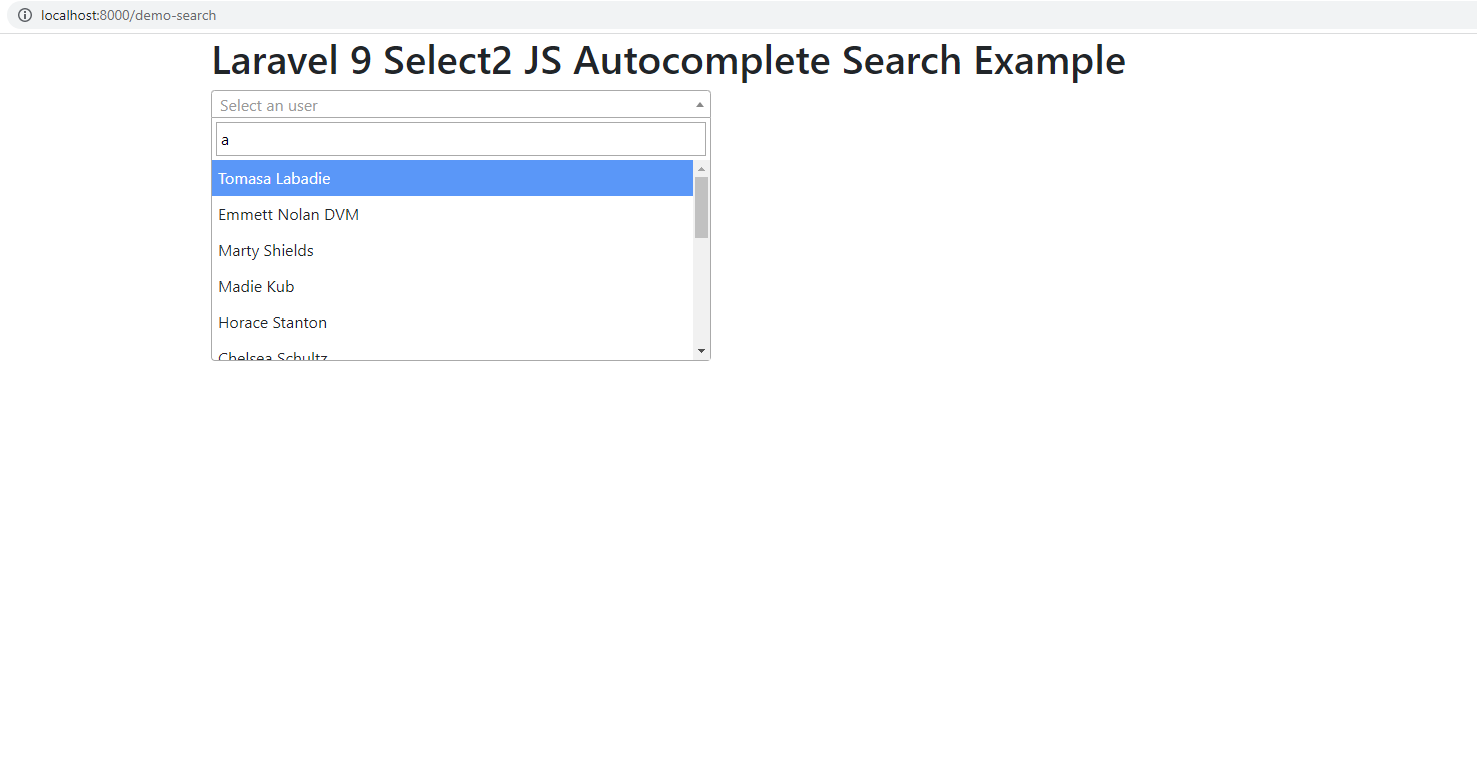 localhost:8000/demo-search
Laravel 9 Select2 JS Autocomplete Search Example
Select an user
a
Tomasa Labadie
Emmett Nolan DVM
Marty Shields
Madie Kub
Horace Stanton
Chelsea Schultz